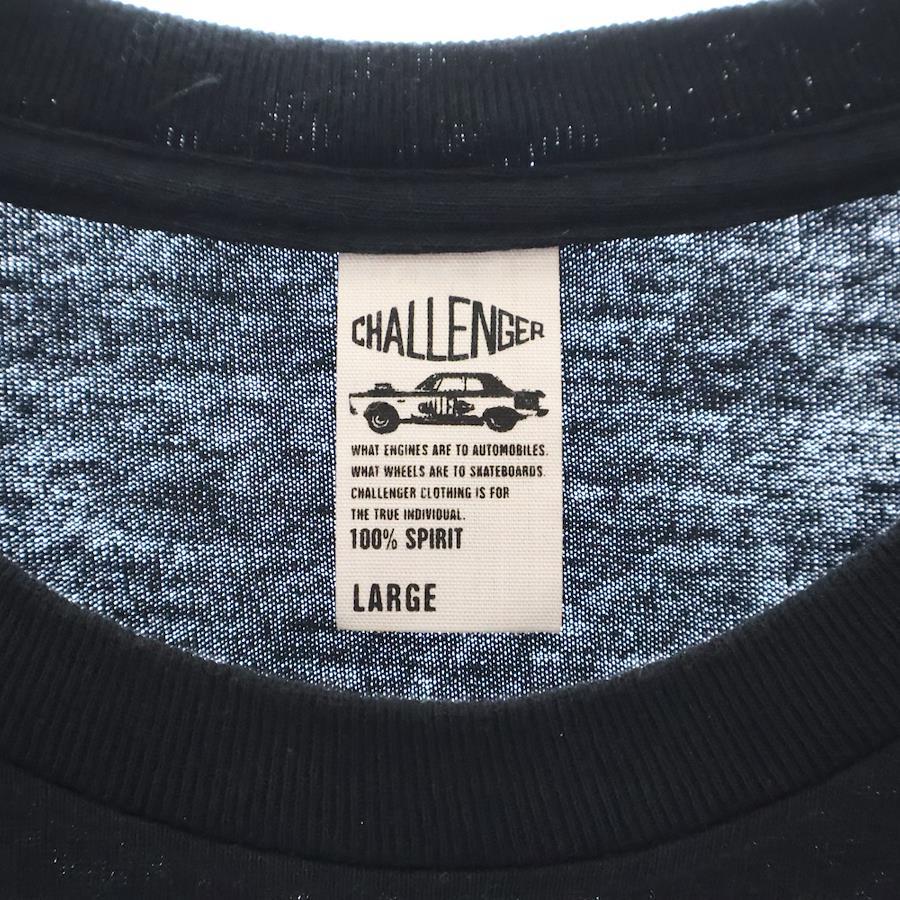 CHALLENGER
WHAT ENGINES ARE TO AUTOMOBILES.
WHAT WHEELS ARE TO SKATEBOARDS.
CHALLENGER CLOTHING IS FOR
THE TRUE INDIVIDUAL.
100% SPIRIT
LARGE